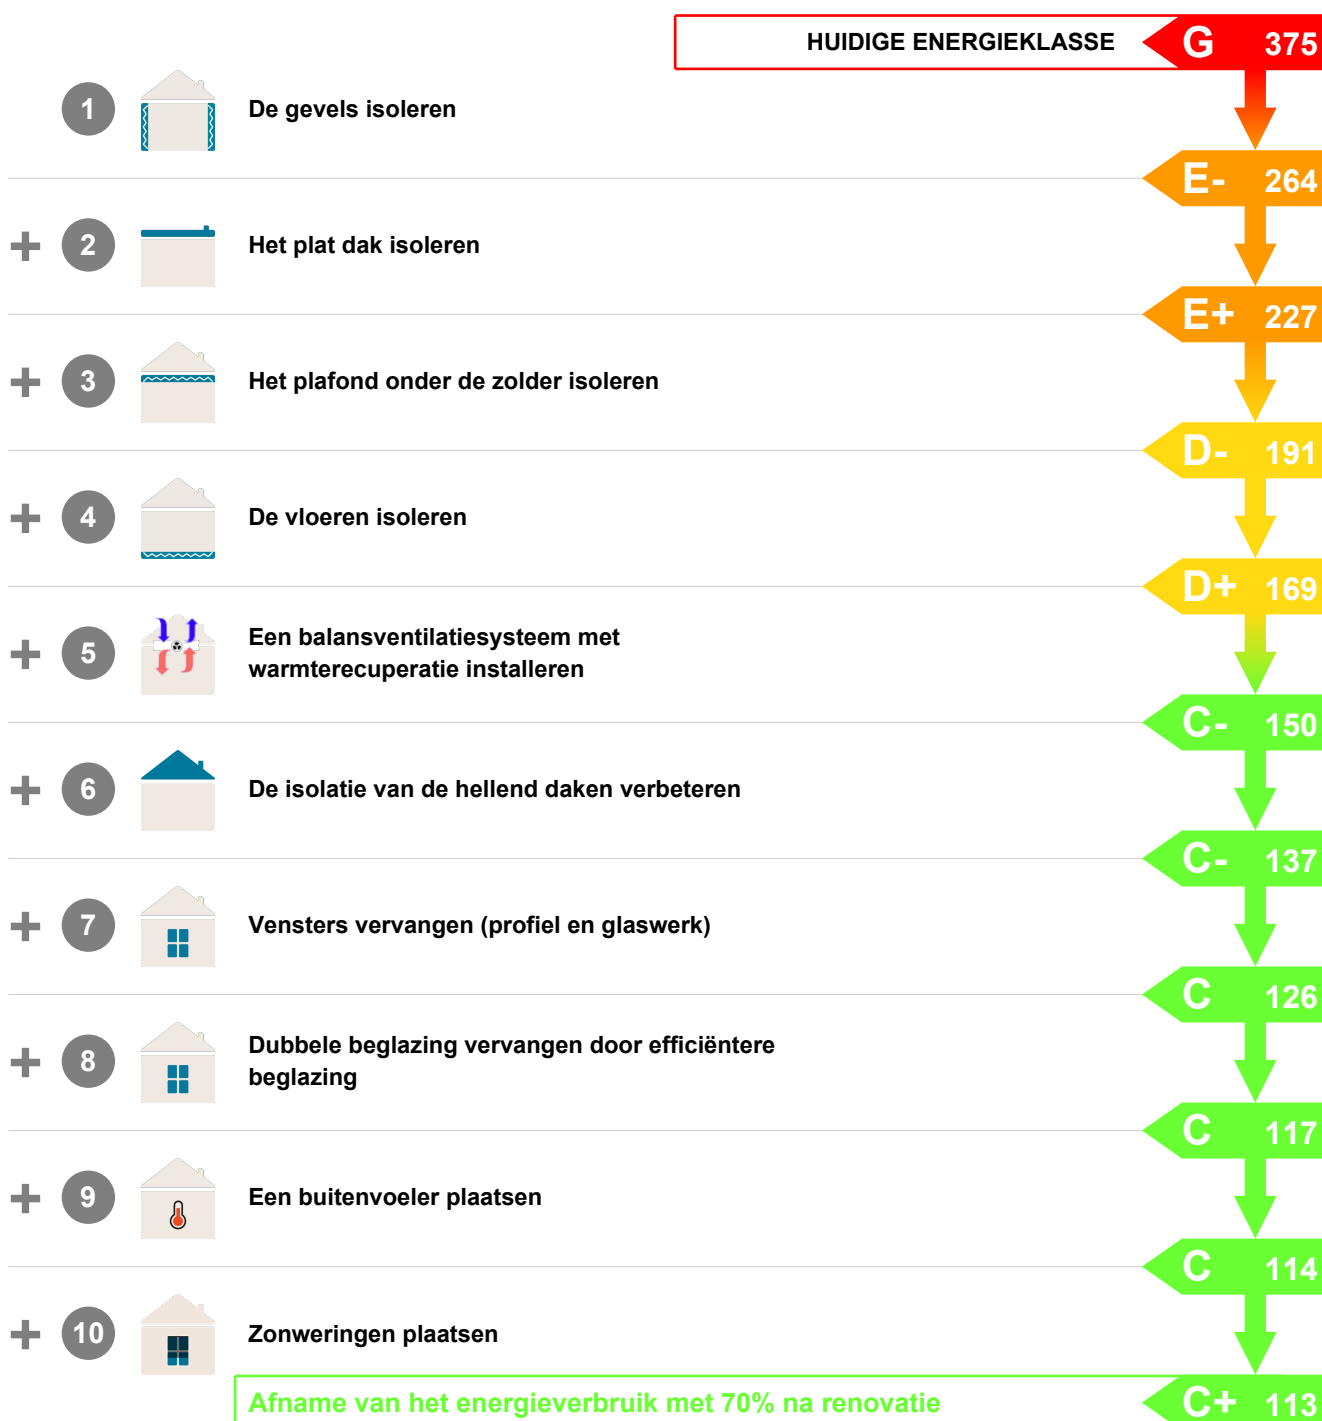 HUIDIGE ENERGIEKLASSE G 375
1 De gevels isoleren
E- 264
+ 2 Het plat dak isoleren
E+ 227
+ 3 Het plafond onder de zolder isoleren
D- 191
+ 4 De vloeren isoleren
D+ 169
+ 5 Een balansventilatiesysteem met
warmterecuperatie installeren
C- 150
+ 6 De isolatie van de hellend daken verbeteren
C- 137
+ 7 Vensters vervangen (profiel en glaswerk)
C 126
+ 8 Dubbele beglazing vervangen door efficiëntere
beglazing
C 117
+ 9 Een buitenvoeler plaatsen
C 114
+ 10 Zonweringen plaatsen
Afname van het energieverbruik met 70% na renovatie C+ 113